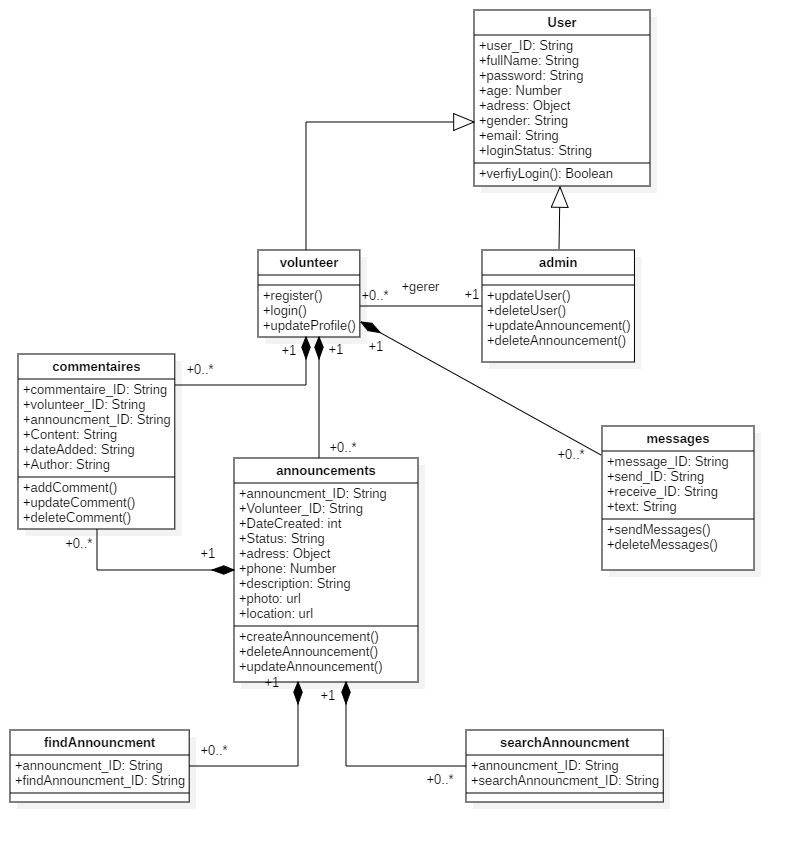 User
+user_ID: String
+fullName: String
+password: String
+age: Number
+adress: Object
+gender: String
+email: String
+loginStatus: String
+verfiyLogin(): Boolean
volunteer
+register()
+login()
+updateProfile()
+0..*
+gerer
+1
admin
+updateUser()
+deleteUser()
+updateAnnouncement()
+deleteAnnouncement()
+1
+1
+1
commentaires
+commentaire_ID: String
+volunteer_ID: String
+announcment_ID: String
+Content: String
+dateAdded: String
+Author: String
+addComment()
+updateComment()
+deleteComment()
+0..*
+0..*
+0..*
messages
+message_ID: String
+send_ID: String
+receive_ID: String
+text: String
+sendMessages()
+deleteMessages()
announcements
+announcment_ID: String
+Volunteer_ID: String
+DateCreated: int
+Status: String
+adress: Object
+phone: Number
+description: String
+photo: url
+location: url
+createAnnouncement()
+deleteAnnouncement()
+updateAnnouncement()
+0..*
+1
+1
+1
findAnnouncment
+announcment_ID: String
+findAnnouncment_ID: String
+0..*
+0..*
searchAnnouncment
+announcment_ID: String
+searchAnnouncment_ID: String